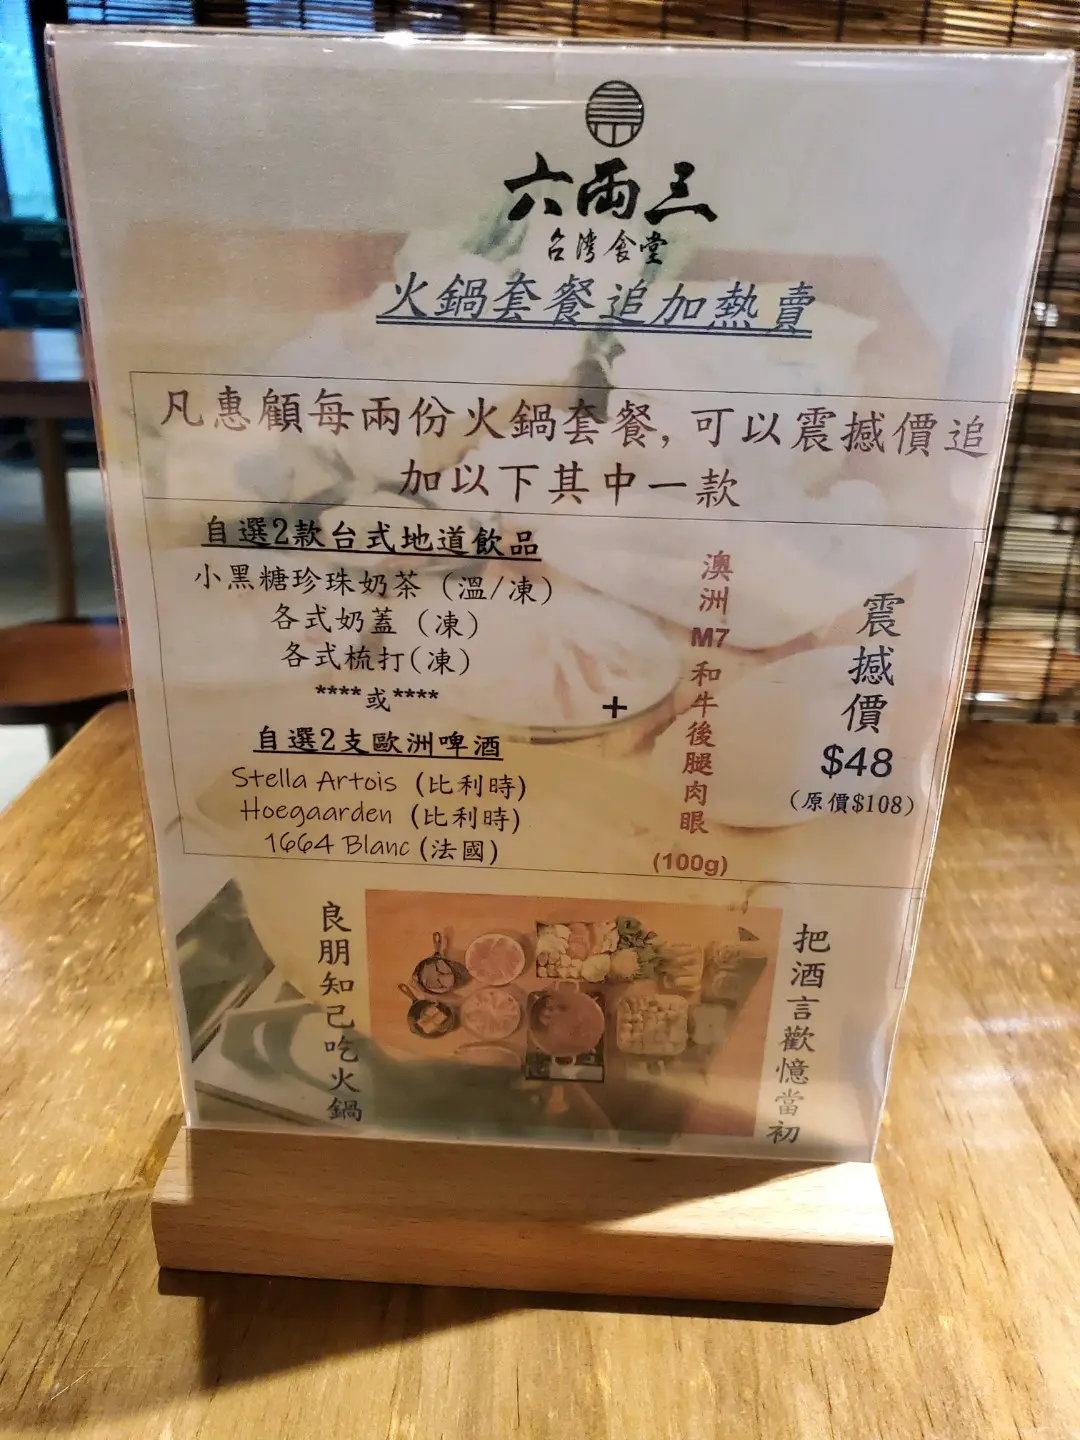 六兩三
台灣食堂
火鍋套餐追加熱賣
凡惠顧每兩份火鍋套餐, 可以震撼價追
加以下其中一款
自選2款台式地道飲品
小黑糖珍珠奶茶 (溫/凍)
各式奶蓋 (凍)
各式梳打(凍)
****或****
自選2支歐洲啤酒
Stella Artois (比利時)
Hoegaarden (比利時)
1664 Blanc (法國)
+
澳洲M7和牛後腿肉眼
(100g)
震撼價
$48
(原價$108)
良朋知己吃火鍋
把酒言歡憶當初